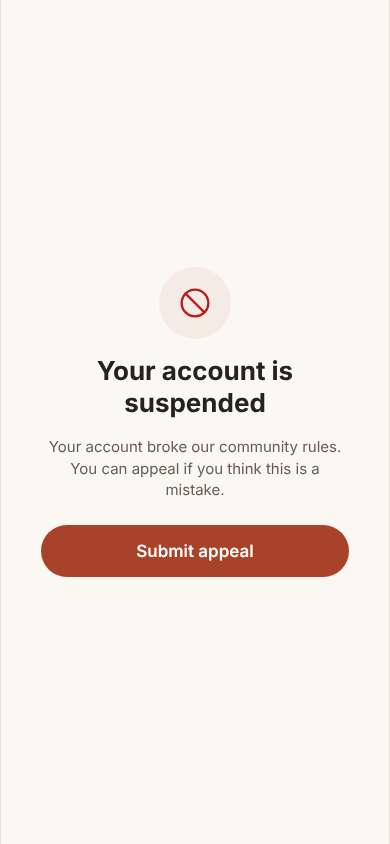 Your account is
suspended
Your account broke our community rules.
You can appeal if you think this is a
mistake.
Submit appeal